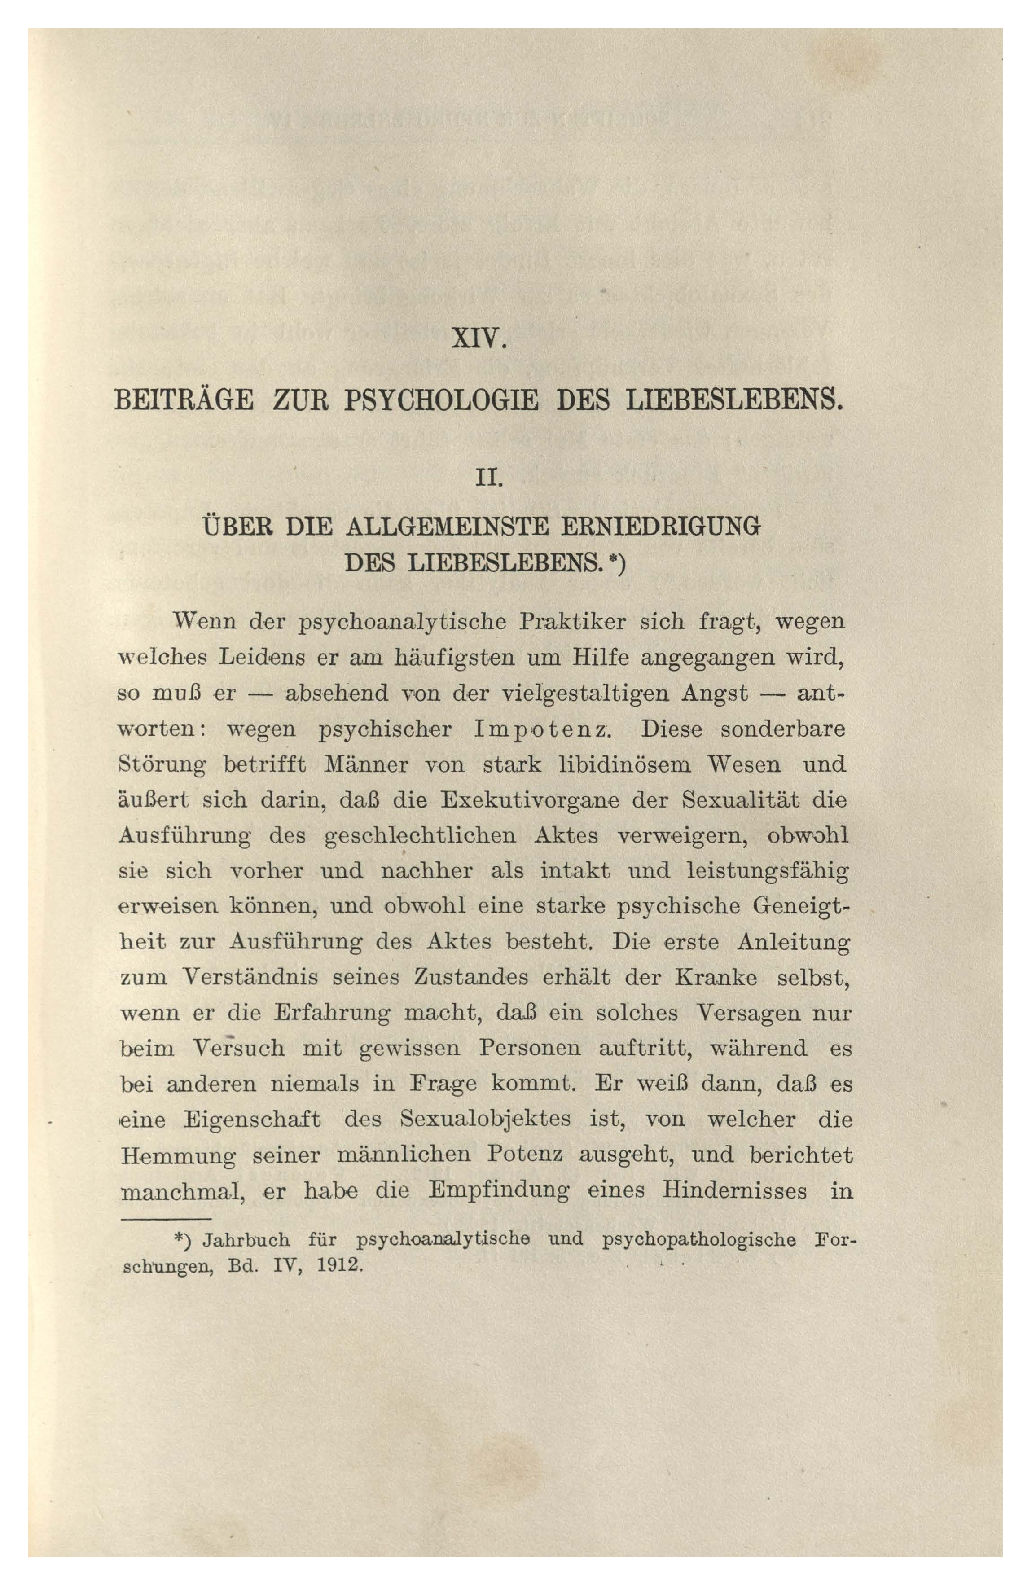 XIV.
BEITRÄGE ZUR PSYCHOLOGIE DES LIEBESLEBENS.
II.
ÜBER DIE ALLGEMEINSTE ERNIEDRIGUNG
DES LIEBESLEBENS.*)
Wenn der psychoanalytische Praktiker sich fragt, wegen
welches Leidens er am häufigsten um Hilfe angegangen wird,
so muß er — absehend von der vielgestaltigen Angst — ant-
worten: wegen psychischer Impotenz. Diese sonderbare
Störung betrifft Männer von stark libidinösem Wesen und
äußert sich darin, daß die Exekutivorgane der Sexualität die
Ausführung des geschlechtlichen Aktes verweigern, obwohl
sie sich vorher und nachher als intakt und leistungsfähig
erweisen können, und obwohl eine starke psychische Geneigt-
heit zur Ausführung des Aktes besteht. Die erste Anleitung
zum Verständnis seines Zustandes erhält der Kranke selbst,
wenn er die Erfahrung macht, daß ein solches Versagen nur
beim Versuch mit gewissen Personen auftritt, während es
bei anderen niemals in Frage kommt. Er weiß dann, daß es
eine Eigenschaft des Sexualobjektes ist, von welcher die
Hemmung seiner männlichen Potenz ausgeht, und berichtet
manchmal, er habe die Empfindung eines Hindernisses in
*) Jahrbuch für psychoanalytische und psychopathologische For-
schungen, Bd. IV, 1912.